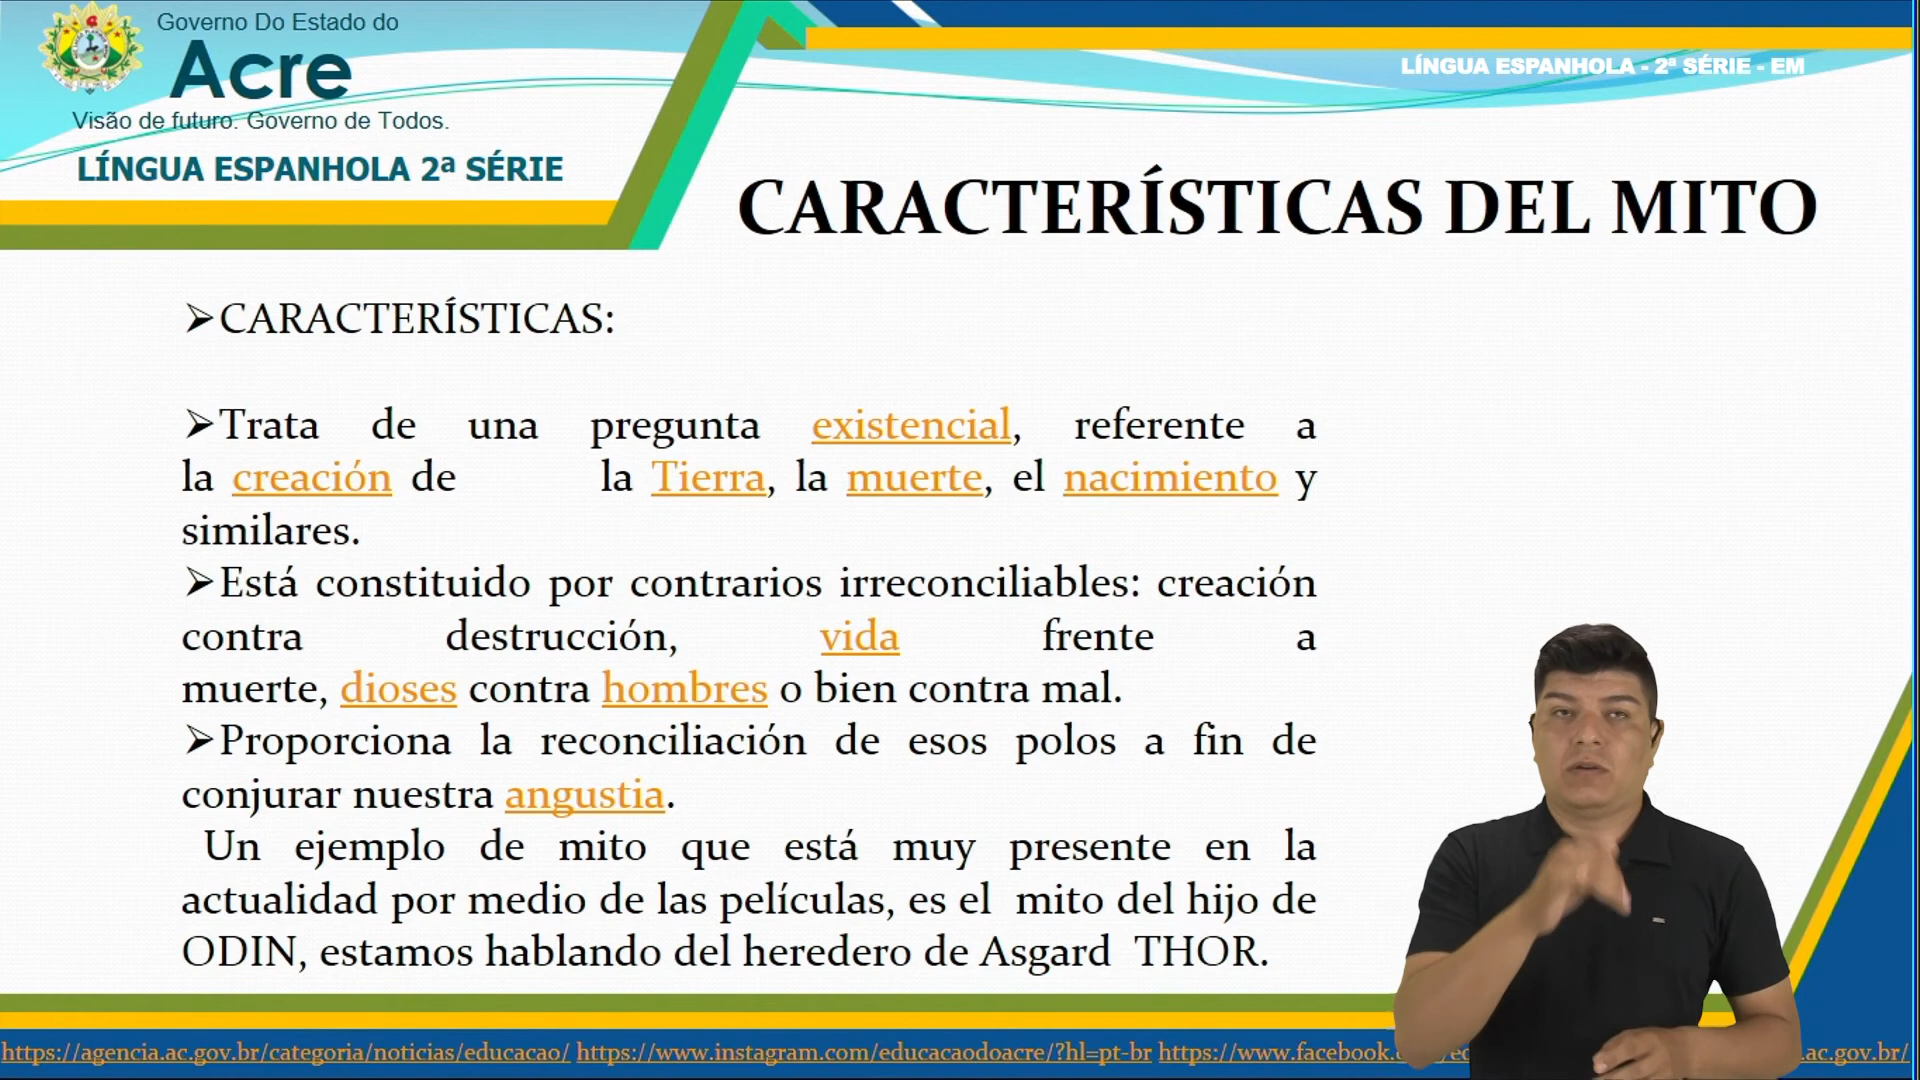 Governo Do Estado do
Acre
Visão de futuro. Governo de Todos.
LÍNGUA ESPANHOLA 2ª SÉRIE
LÍNGUA ESPANHOLA - 2ª SÉRIE - EM
CARACTERÍSTICAS DEL MITO
➢CARACTERÍSTICAS:
➢Trata de una pregunta existencial, referente a
la creación de la Tierra, la muerte, el nacimiento y
similares.
➢Está constituido por contrarios irreconciliables: creación
contra destrucción, vida frente a
muerte, dioses contra hombres o bien contra mal.
➢Proporciona la reconciliación de esos polos a fin de
conjurar nuestra angustia.
Un ejemplo de mito que está muy presente en la
actualidad por medio de las películas, es el mito del hijo de
ODIN, estamos hablando del heredero de Asgard THOR.
https://agencia.ac.gov.br/categoria/noticias/educacao/ https://www.instagram.com/educacaodoacre/?hl=pt-br https://www.facebook. .ac.gov.br/